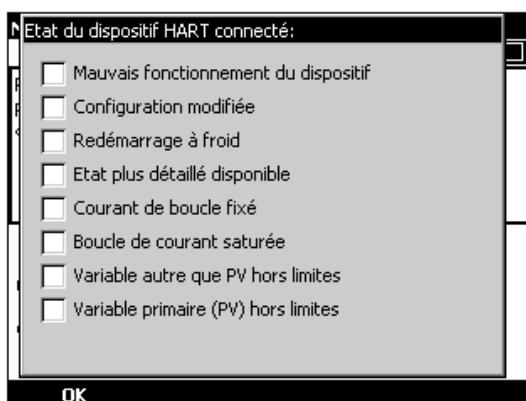 Etat du dispositif HART connecté:
Mauvais fonctionnement du dispositif
Configuration modifiée
Redémarrage à froid
Etat plus détaillé disponible
Courant de boucle fixé
Boucle de courant saturée
Variable autre que PV hors limites
Variable primaire (PV) hors limites
OK